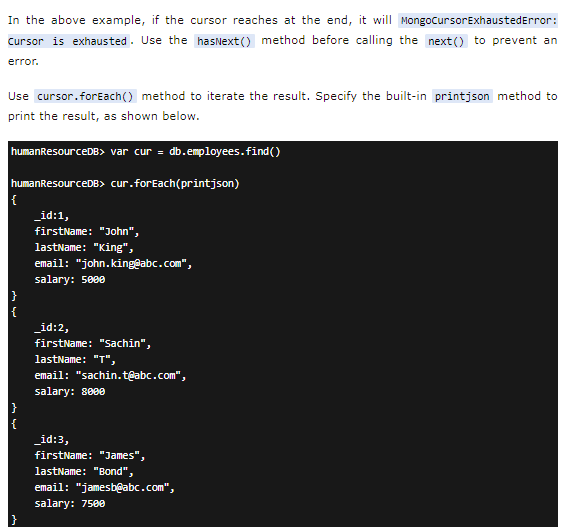 In the above example, if the cursor reaches at the end, it will MongoCursorExhaustedError:
Cursor is exhausted. Use the hasNext() method before calling the next() to prevent an
error.
Use cursor.forEach() method to iterate the result. Specify the built-in printjson method to
print the result, as shown below.
humanResourceDB> var cur = db.employees.find()
humanResourceDB> cur.forEach(printjson)
{
    _id:1,
    firstName: "John",
    lastName: "King",
    email: "john.king@abc.com",
    salary: 5000
}
{
    _id:2,
    firstName: "Sachin",
    lastName: "T",
    email: "sachin.t@abc.com",
    salary: 8000
}
{
    _id:3,
    firstName: "James",
    lastName: "Bond",
    email: "jamesb@abc.com",
    salary: 7500
}